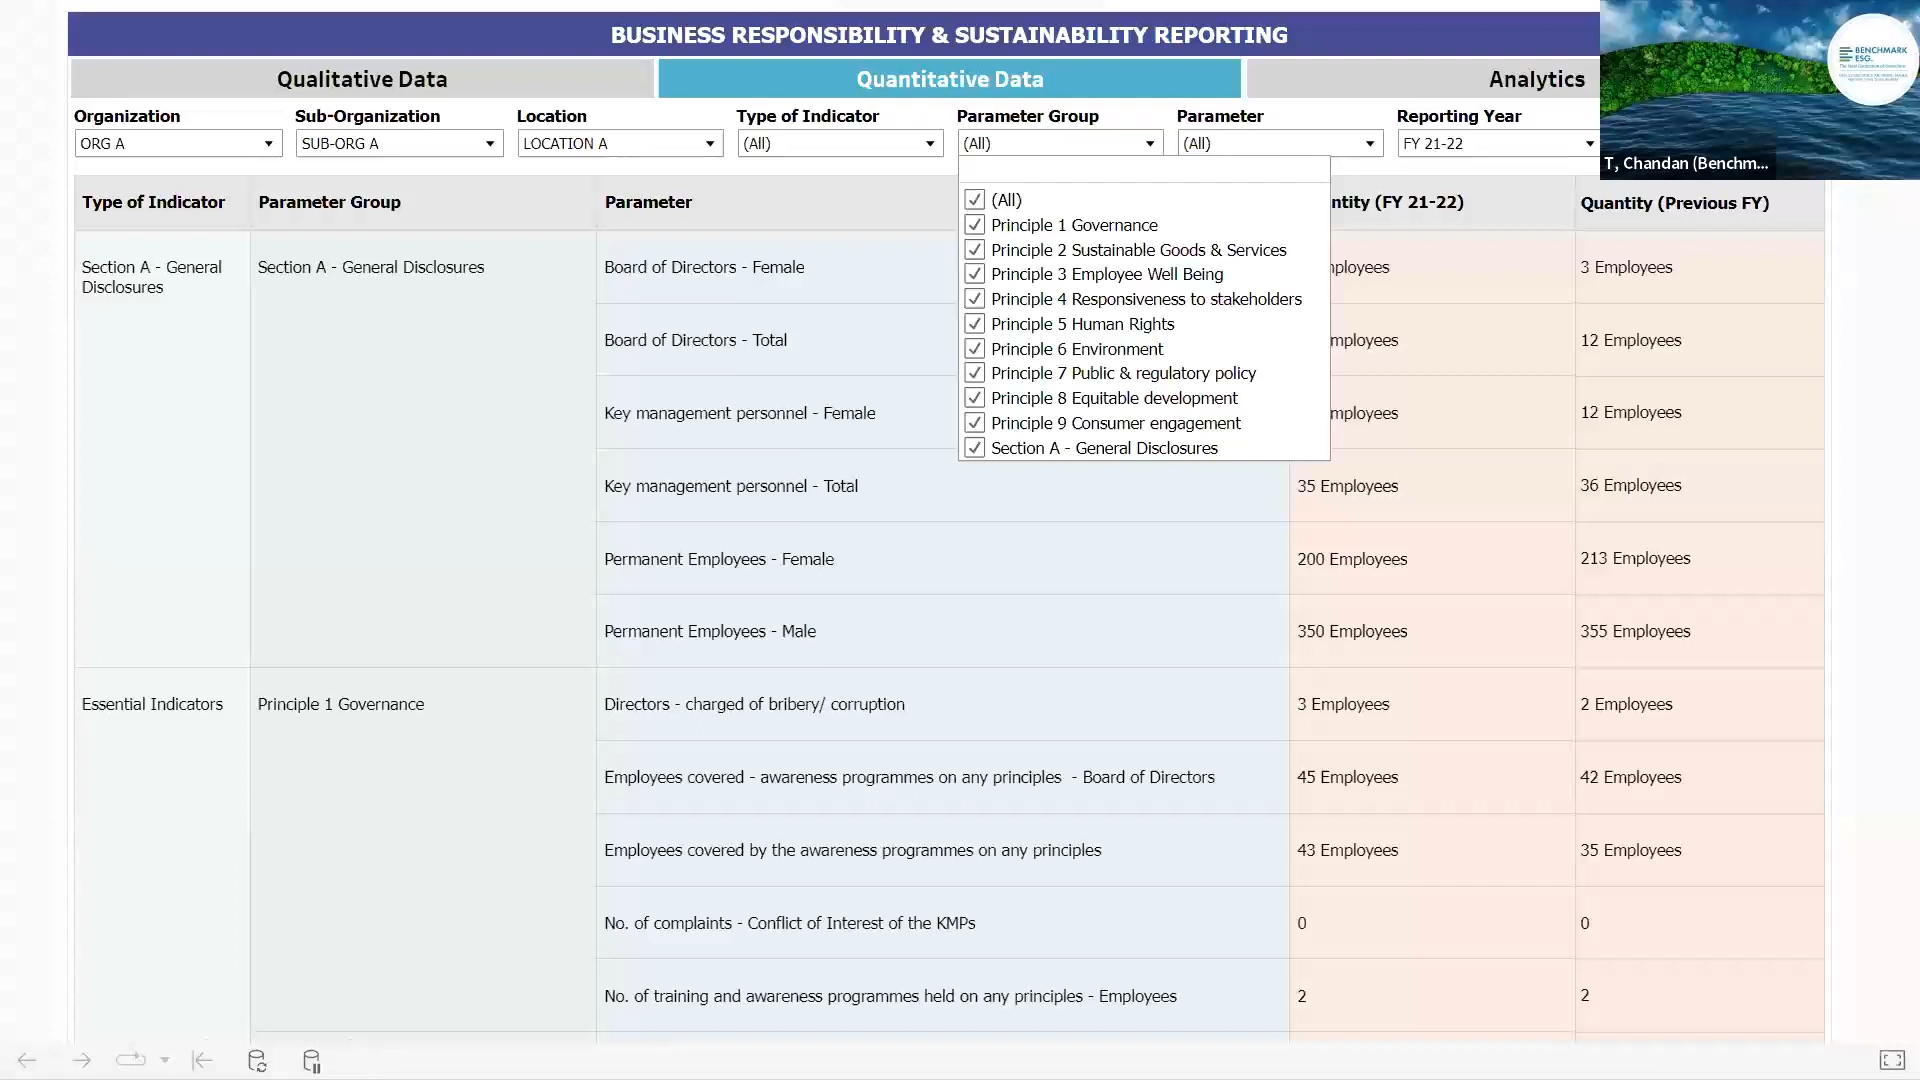 BUSINESS RESPONSIBILITY & SUSTAINABILITY REPORTING
BENCHMARK
ESG.
Qualitative Data
Quantitative Data
Analytics
Organization
Sub-Organization
Location
Type of Indicator
Parameter Group
Parameter
Reporting Year
ORG A
SUB-ORG A
LOCATION A
(All)
(All)
(All)
FY 21-22
T, Chandan (Benchm...
(All)
Principle 1 Governance
Principle 2 Sustainable Goods & Services
Principle 3 Employee Well Being
Principle 4 Responsiveness to stakeholders
Principle 5 Human Rights
Principle 6 Environment
Principle 7 Public & regulatory policy
Principle 8 Equitable development
Principle 9 Consumer engagement
Section A - General Disclosures
Type of Indicator
Parameter Group
Parameter
ntity (FY 21-22)
Quantity (Previous FY)
Section A - General
Disclosures
Section A - General Disclosures
Board of Directors - Female
nployees
3 Employees
Board of Directors - Total
mployees
12 Employees
Key management personnel - Female
mployees
12 Employees
Key management personnel - Total
35 Employees
36 Employees
Permanent Employees - Female
200 Employees
213 Employees
Permanent Employees - Male
350 Employees
355 Employees
Essential Indicators
Principle 1 Governance
Directors - charged of bribery/ corruption
3 Employees
2 Employees
Employees covered - awareness programmes on any principles - Board of Directors
45 Employees
42 Employees
Employees covered by the awareness programmes on any principles
43 Employees
35 Employees
No. of complaints - Conflict of Interest of the KMPs
0
0
No. of training and awareness programmes held on any principles - Employees
2
2